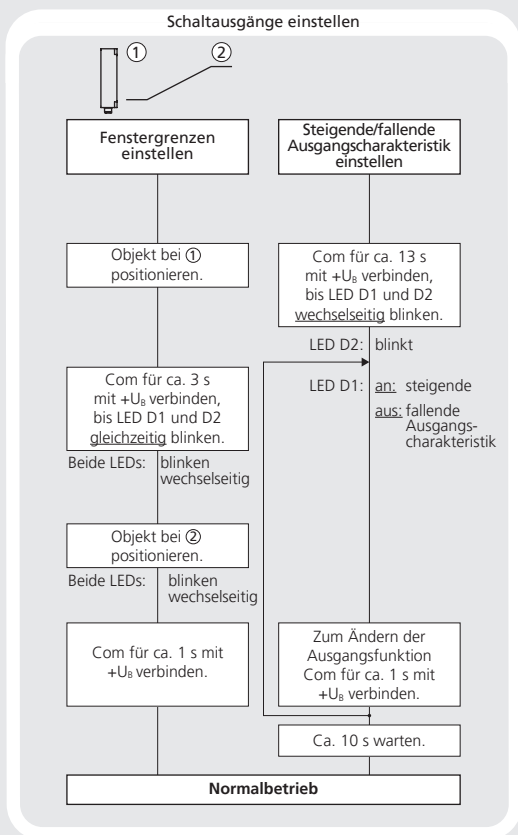 Schaltausgänge einstellen
① ②
Fenstergrenzen
einstellen
Objekt bei ①
positionieren.
Com für ca. 3 s
mit +U_B verbinden,
bis LED D1 und D2
gleichzeitig blinken.
Beide LEDs: blinken
wechselseitig
Objekt bei ②
positionieren.
Beide LEDs: blinken
wechselseitig
Com für ca. 1 s mit
+U_B verbinden.
Steigende/fallende
Ausgangscharakteristik
einstellen
Com für ca. 13 s
mit +U_B verbinden,
bis LED D1 und D2
wechselseitig blinken.
LED D2: blinkt
LED D1: an: steigende
aus: fallende
Ausgangs-
charakteristik
Zum Ändern der
Ausgangsfunktion
Com für ca. 1 s mit
+U_B verbinden.
Ca. 10 s warten.
Normalbetrieb